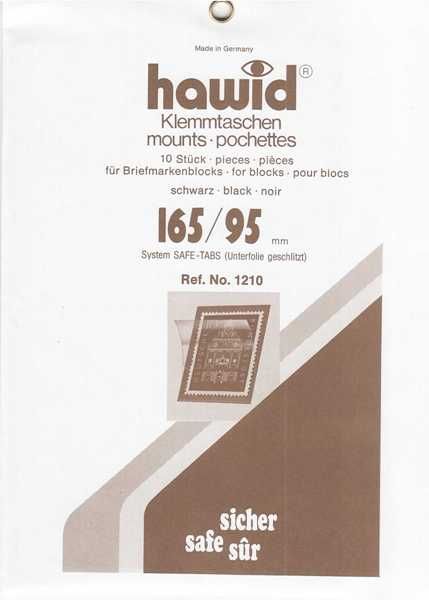 Made in Germany
hawid®
Klemmtaschen
mounts · pochettes
10 Stück · pieces · pièces
für Briefmarkenblocks · for blocks · pour blocs
schwarz · black · noir
165/95 mm
System SAFE-TABS (Unterfolie geschlitzt)
Ref. No. 1210
sicher
safe sûr